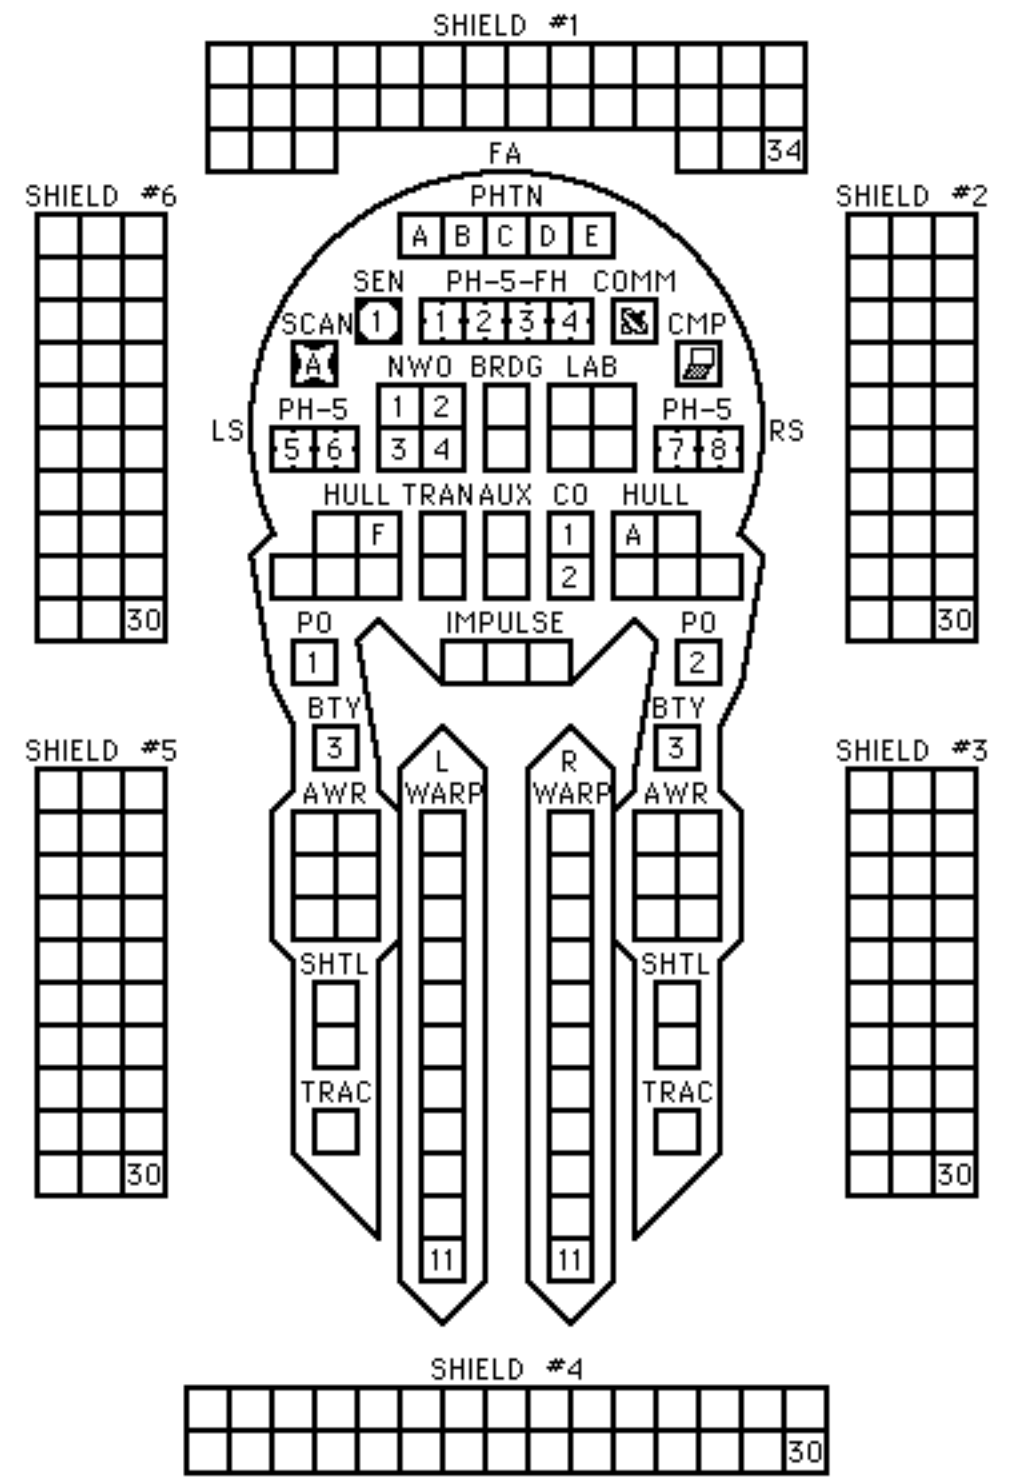 SHIELD #1
34
FA
SHIELD #6
PHTN
SHIELD #2
A B C D E
SEN PH-5-FH COMM
SCAN 1 1 2 3 4 CMP
A
NWO BRDG LAB
PH-5 1 2 PH-5
LS RS
5 6 3 4 7 8
HULL TRAN AUX CO HULL
F 1 A
2
30 PO IMPULSE PO 30
1 2
BTY BTY
SHIELD #5 3 3 SHIELD #3
L R
AWR WARP WARP AWR
SHTL SHTL
TRAC TRAC
30 30
11 11
SHIELD #4
30